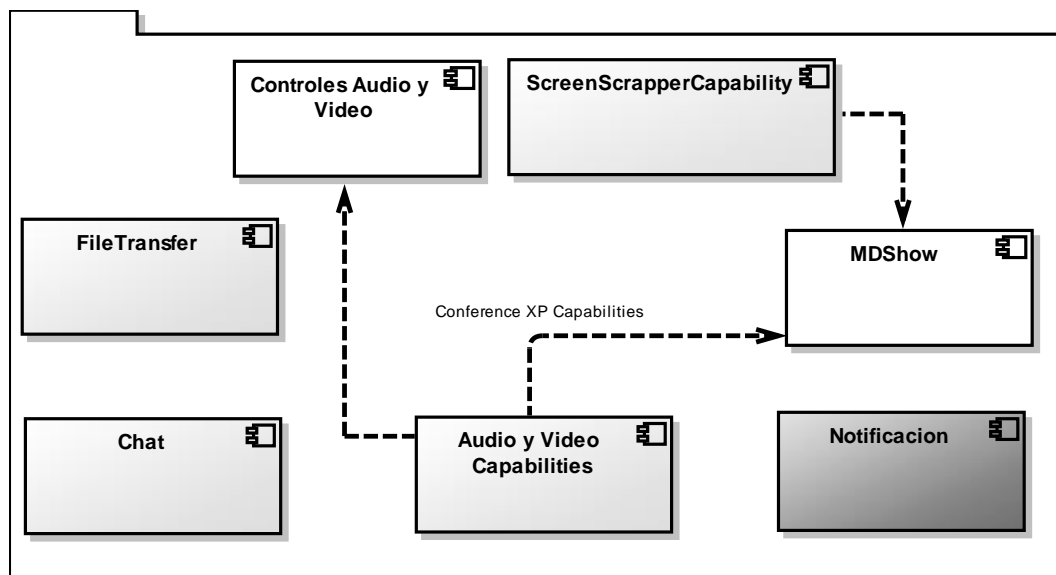 Controles Audio y
Video
ScreenScrapperCapability
FileTransfer
MDShow
Conference XP Capabilities
Chat
Audio y Video
Capabilities
Notificacion